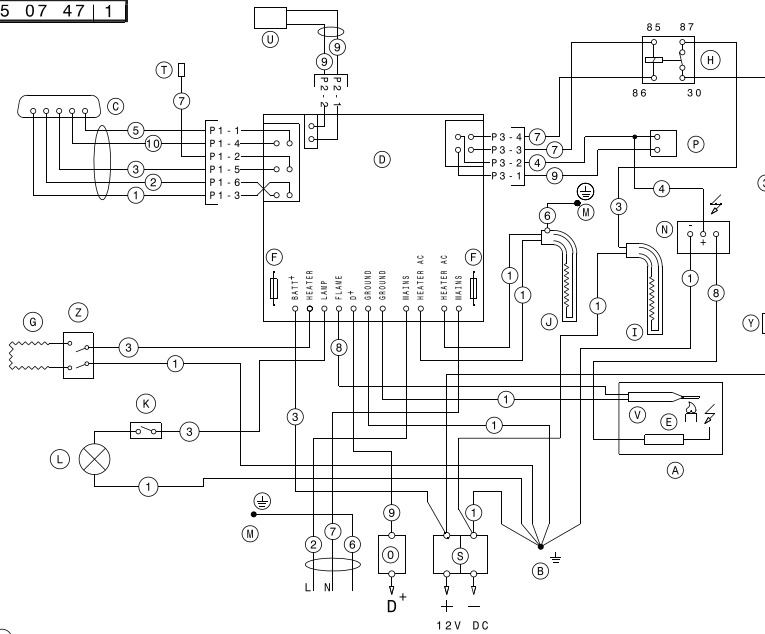 5 07 47 1
85 87
U
9
9
H
T
P2-2
P2-1
86 30
7
C
5 P1-1
10 P1-4
P1-2
3 P1-5
2 P1-6
1 P1-3
D
P3-4 7
P3-3 7
P3-2 4
P3-1 9
P
4
3
6
M
N
- +
F
F
BATT+
HEATER
LAMP
FLAME
D+
GROUND
GROUND
MAINS
HEATER AC
HEATER AC
MAINS
1
1
J
1
I
1
8
G
Z
3
1
8
Y
K
3
3
1
1
V
E
A
L
1
M
2
7
6
9
1
O
S
B
L N
D+
+ -
12V DC